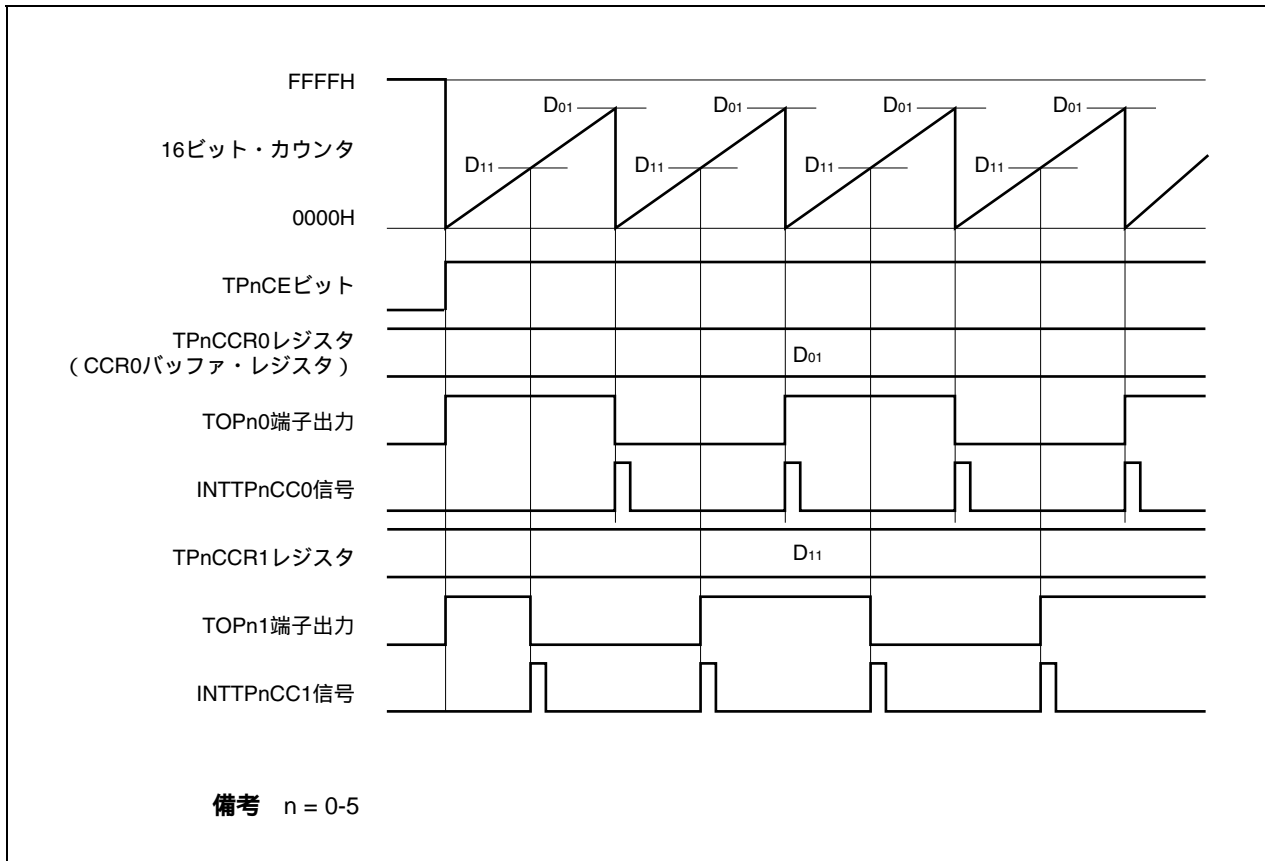 FFFFH
D01 D01 D01 D01
16ビット・カウンタ
D11 D11 D11 D11
0000H
TPnCEビット
TPnCCR0レジスタ
（CCR0バッファ・レジスタ）
D01
TOPn0端子出力
INTTPnCC0信号
TPnCCR1レジスタ
D11
TOPn1端子出力
INTTPnCC1信号
備考 n = 0-5